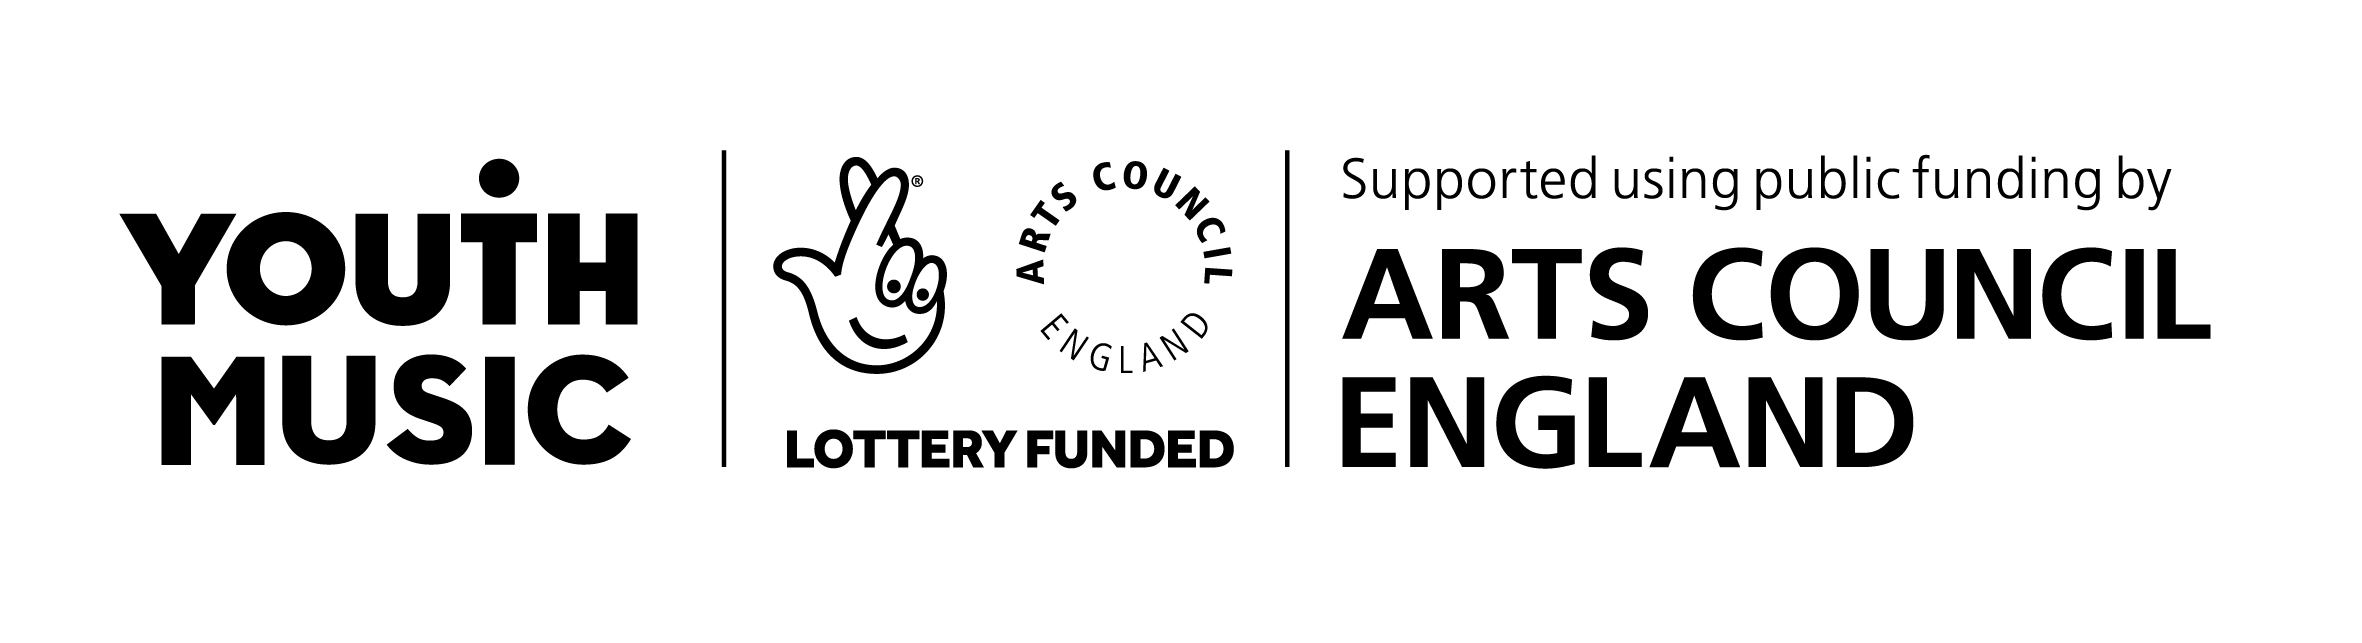 YOUTH
MUSIC
®
ARTS COUNCIL
ENGLAND
LOTTERY FUNDED
Supported using public funding by
ARTS COUNCIL
ENGLAND